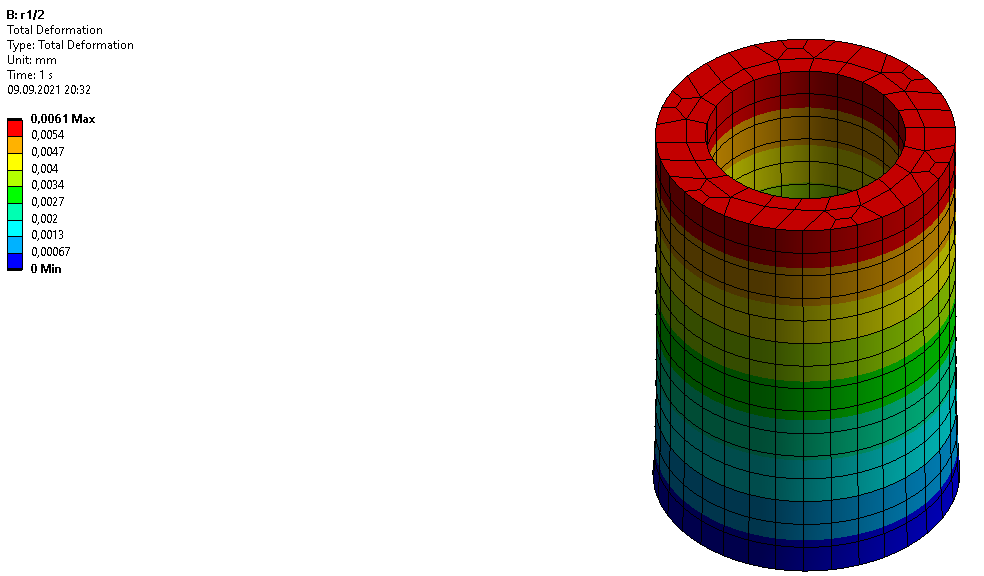 B: r1/2
Total Deformation
Type: Total Deformation
Unit: mm
Time: 1 s
09.09.2021 20:32
0,0061 Max
0,0054
0,0047
0,004
0,0034
0,0027
0,002
0,0013
0,00067
0 Min